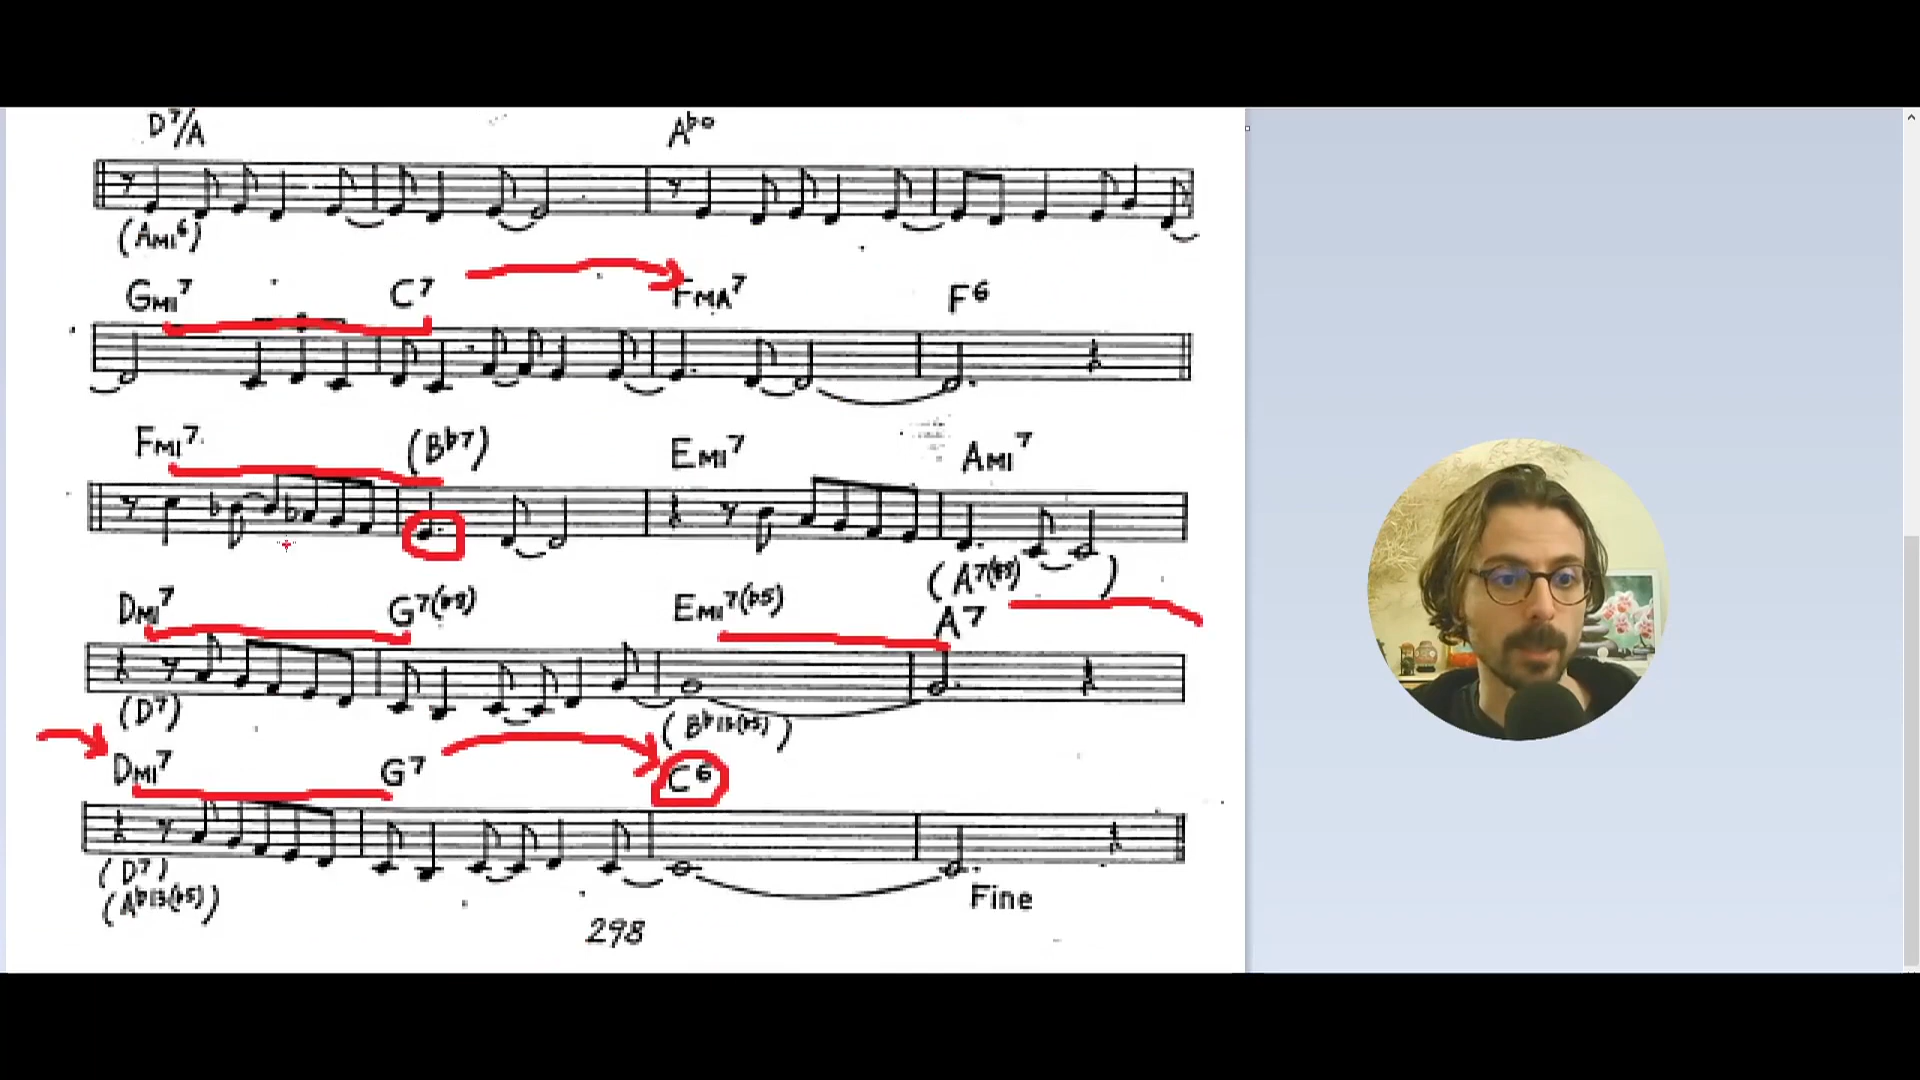 D7/A A♭o
(AMI6)
GMI7 C7 FMA7 F6
FMI7 (B♭7) EMI7 AMI7
(A7(♯5) )
DMI7 G7(♭9) EMI7(♭5) A7
(D7) (B♭13(♭5))
DMI7 G7 C6
(D7)
(A♭13(♭5)) Fine
298